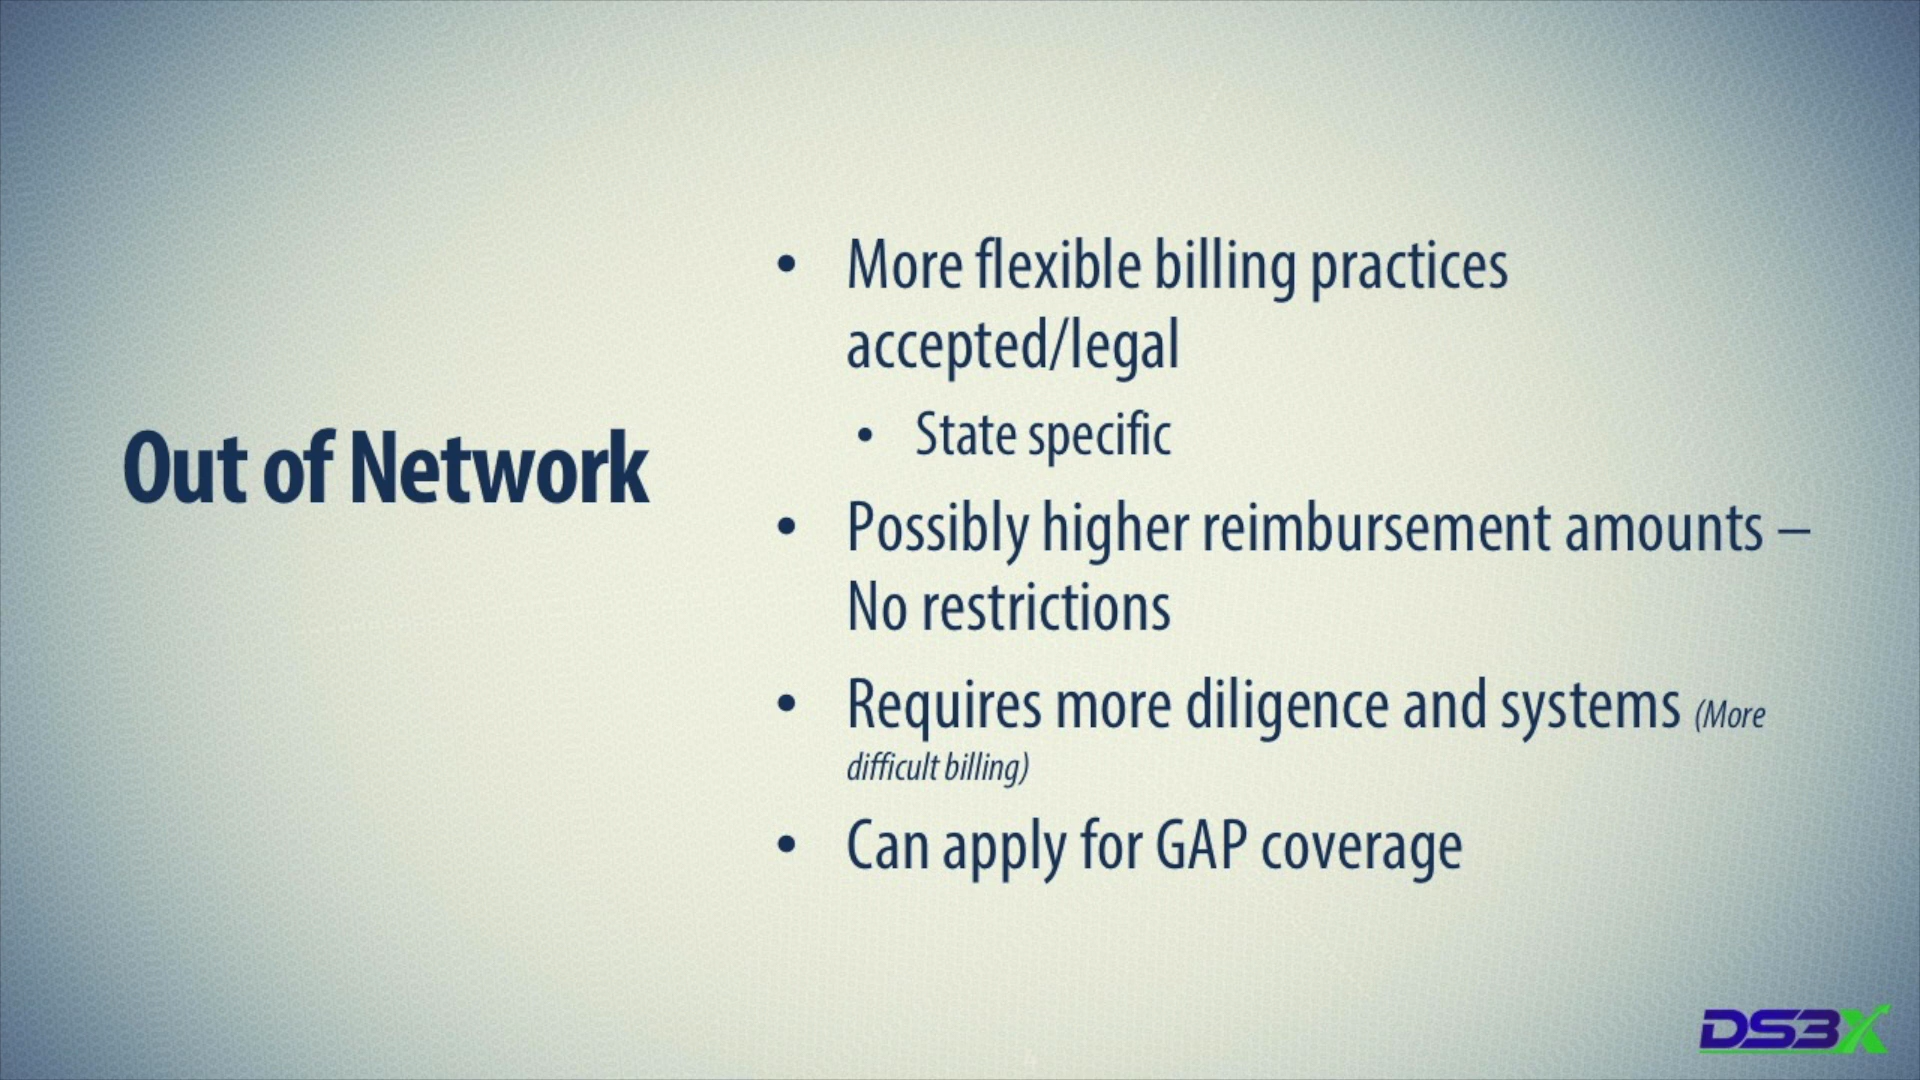 Out of Network
• More flexible billing practices
accepted/legal
• State specific
• Possibly higher reimbursement amounts –
No restrictions
• Requires more diligence and systems (More
difficult billing)
• Can apply for GAP coverage
DS3X